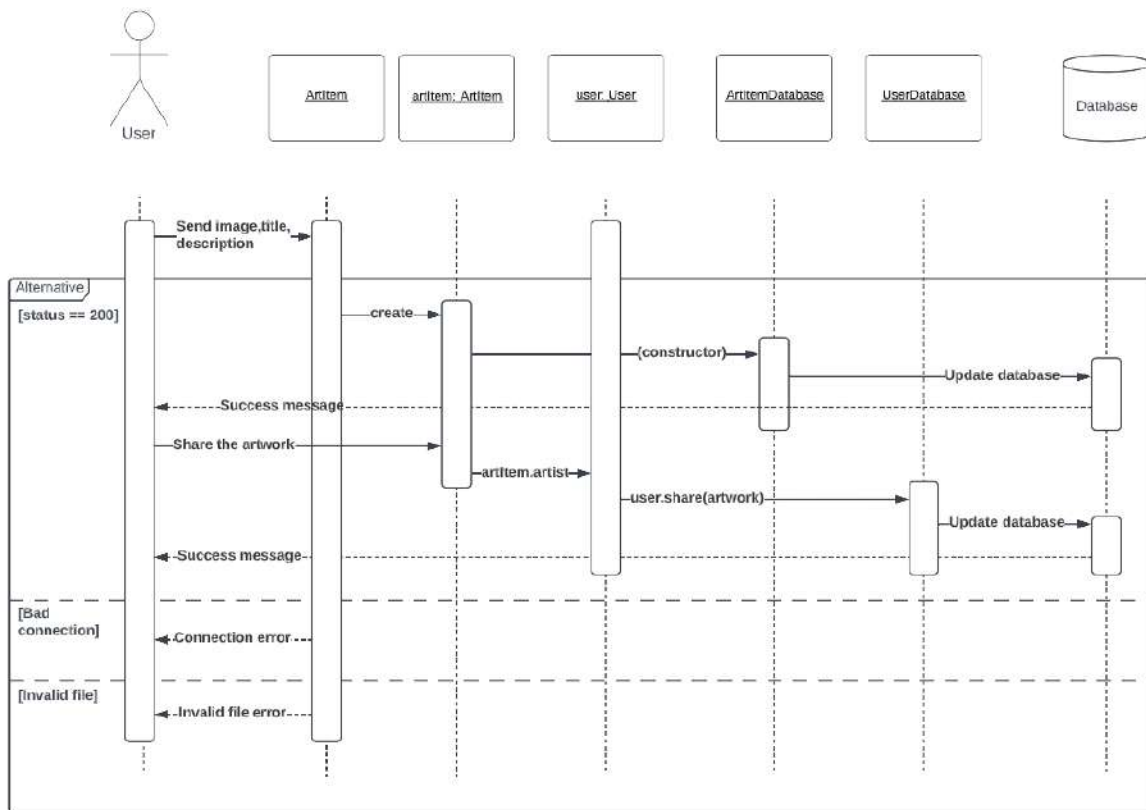 User
ArtItem
artItem: ArtItem
user: User
ArtItemDatabase
UserDatabase
Database
Send image,title,
description
Alternative
[status == 200]
create
(constructor)
Update database
Success message
Share the artwork
artItem.artist
user.share(artwork)
Update database
Success message
[Bad
connection]
Connection error
[Invalid file]
Invalid file error